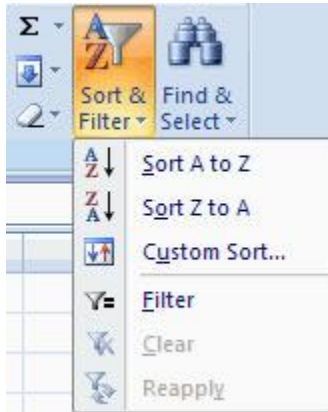 Σ
Sort & Filter
Find & Select
Sort A to Z
Sort Z to A
Custom Sort...
Filter
Clear
Reapply